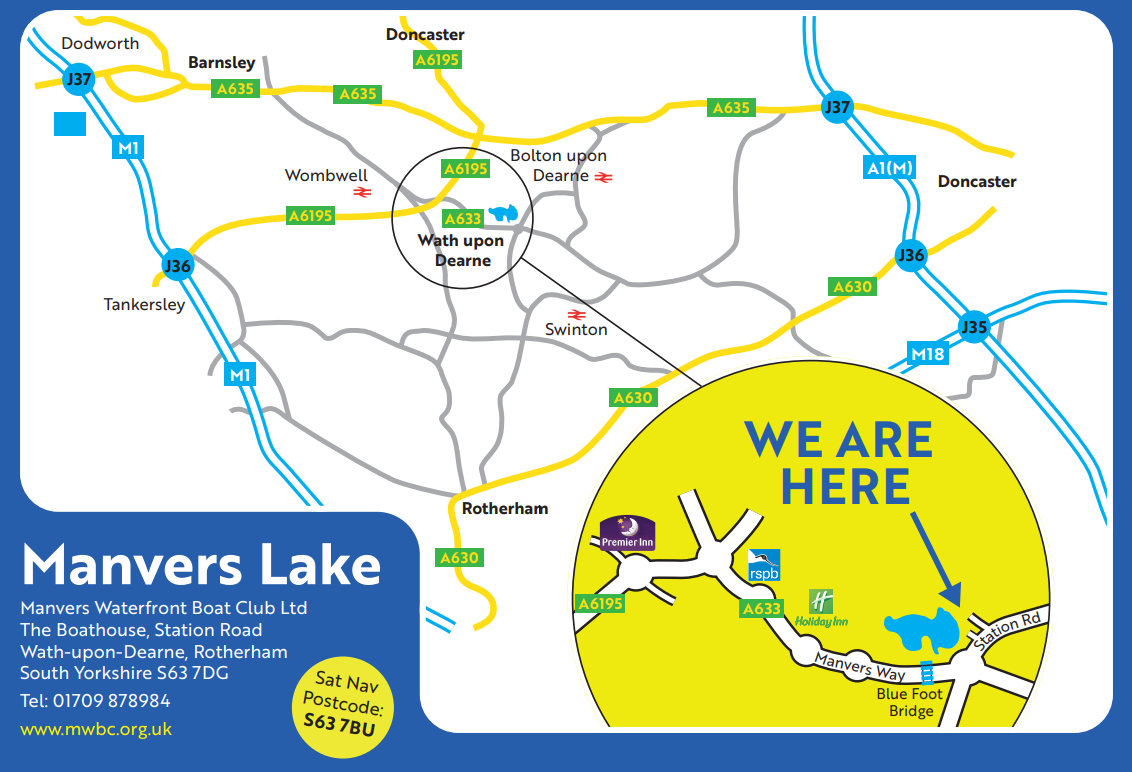 Dodworth
Doncaster
Barnsley
A6195
J37
A635
A635
A635
J37
M1
A1(M)
Bolton upon
Dearne
A6195
Wombwell
Doncaster
A6195
A633
Wath upon
Dearne
J36
J36
A630
Tankersley
Swinton
J35
M18
M1
A630
WE ARE
HERE
Rotherham
Premier Inn
A630
rspb
A6195
A633
H
Holiday Inn
Station Rd
Manvers Way
Blue Foot
Bridge
Manvers Lake
Manvers Waterfront Boat Club Ltd
The Boathouse, Station Road
Wath-upon-Dearne, Rotherham
South Yorkshire S63 7DG
Tel: 01709 878984
www.mwbc.org.uk
Sat Nav
Postcode:
S63 7BU